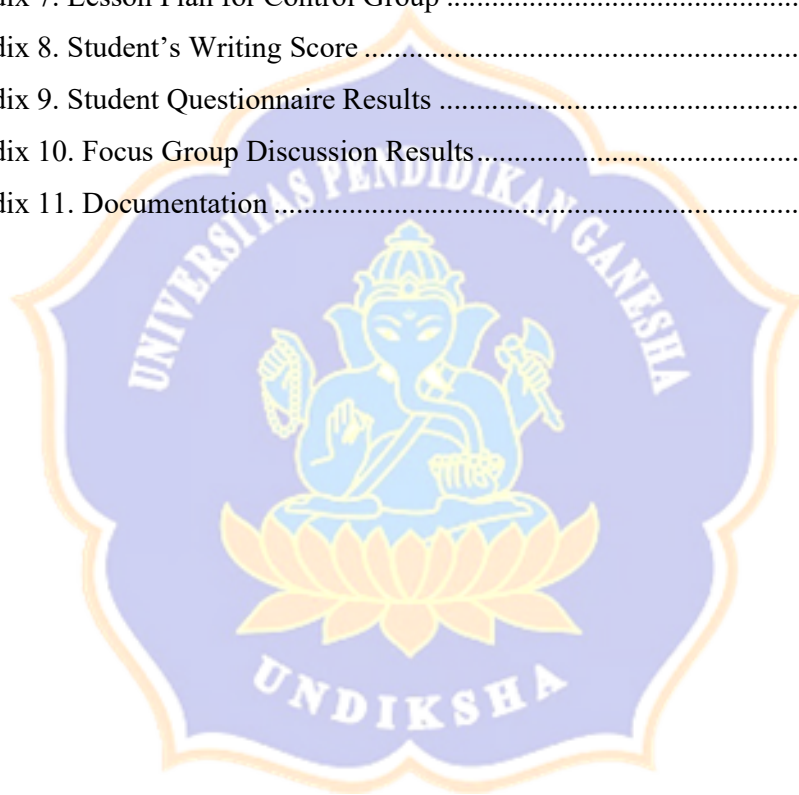 dix 7. Lesson Plan for Control Group ................................................
dix 8. Student’s Writing Score ..........................................................
dix 9. Student Questionnaire Results ................................................
dix 10. Focus Group Discussion Results...........................................
dix 11. Documentation ......................................................................
UNIVERSITAS PENDIDIKAN GANESHA
UNDIKSHA